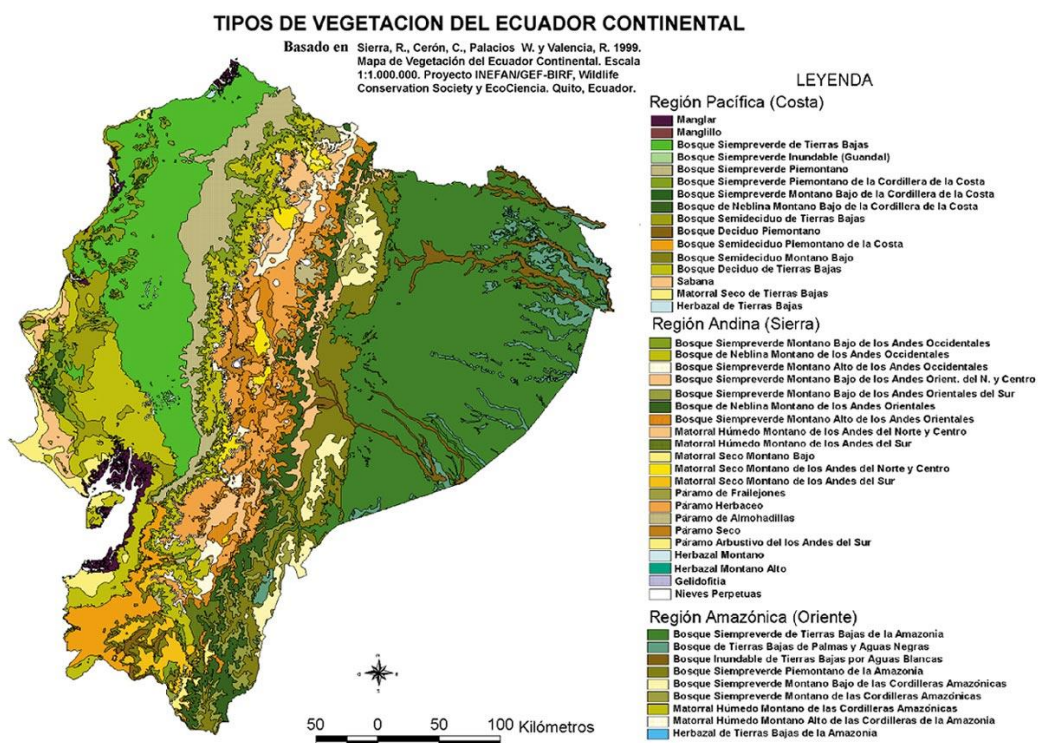 TIPOS DE VEGETACION DEL ECUADOR CONTINENTAL
Basado en Sierra, R., Cerón, C., Palacios W. y Valencia, R. 1999.
Mapa de Vegetación del Ecuador Continental. Escala
1:1.000.000. Proyecto INEFAN/GEF-BIRF, Wildlife
Conservation Society y EcoCiencia. Quito, Ecuador.
LEYENDA
Región Pacífica (Costa)
Manglar
Manglillo
Bosque Siempreverde de Tierras Bajas
Bosque Siempreverde Inundable (Guandal)
Bosque Siempreverde Piemontano
Bosque Siempreverde Piemontano de la Cordillera de la Costa
Bosque Siempreverde Montano Bajo de la Cordillera de la Costa
Bosque de Neblina Montano Bajo de la Cordillera de la Costa
Bosque Semideciduo de Tierras Bajas
Bosque Deciduo Piemontano
Bosque Semideciduo Piemontano de la Costa
Bosque Semideciduo Montano Bajo
Bosque Deciduo de Tierras Bajas
Sabana
Matorral Seco de Tierras Bajas
Herbazal de Tierras Bajas
Región Andina (Sierra)
Bosque Siempreverde Montano Bajo de los Andes Occidentales
Bosque de Neblina Montano de los Andes Occidentales
Bosque Siempreverde Montano Alto de los Andes Occidentales
Bosque Siempreverde Montano Bajo de los Andes Orient. del N. y Centro
Bosque Siempreverde Montano Bajo de los Andes Orientales del Sur
Bosque de Neblina Montano de los Andes Orientales
Bosque Siempreverde Montano Alto de los Andes Orientales
Matorral Húmedo Montano de los Andes del Norte y Centro
Matorral Húmedo Montano de los Andes del Sur
Matorral Seco Montano Bajo
Matorral Seco Montano de los Andes del Norte y Centro
Matorral Seco Montano de los Andes del Sur
Páramo de Frailejones
Páramo Herbaceo
Páramo de Almohadillas
Páramo Seco
Páramo Arbustivo del los Andes del Sur
Herbazal Montano
Herbazal Montano Alto
Gelidofitia
Nieves Perpetuas
Región Amazónica (Oriente)
Bosque Siempreverde de Tierras Bajas de la Amazonia
Bosque de Tierras Bajas de Palmas y Aguas Negras
Bosque Inundable de Tierras Bajas por Aguas Blancas
Bosque Siempreverde Piemontano de la Amazonia
Bosque Siempreverde Montano Bajo de las Cordilleras Amazónicas
Bosque Siempreverde Montano de las Cordilleras Amazónicas
Matorral Húmedo Montano de las Cordilleras Amazónicas
Matorral Húmedo Montano Alto de las Cordilleras de la Amazonia
Herbazal de Tierras Bajas de la Amazonía
50 0 50 100 Kilómetros